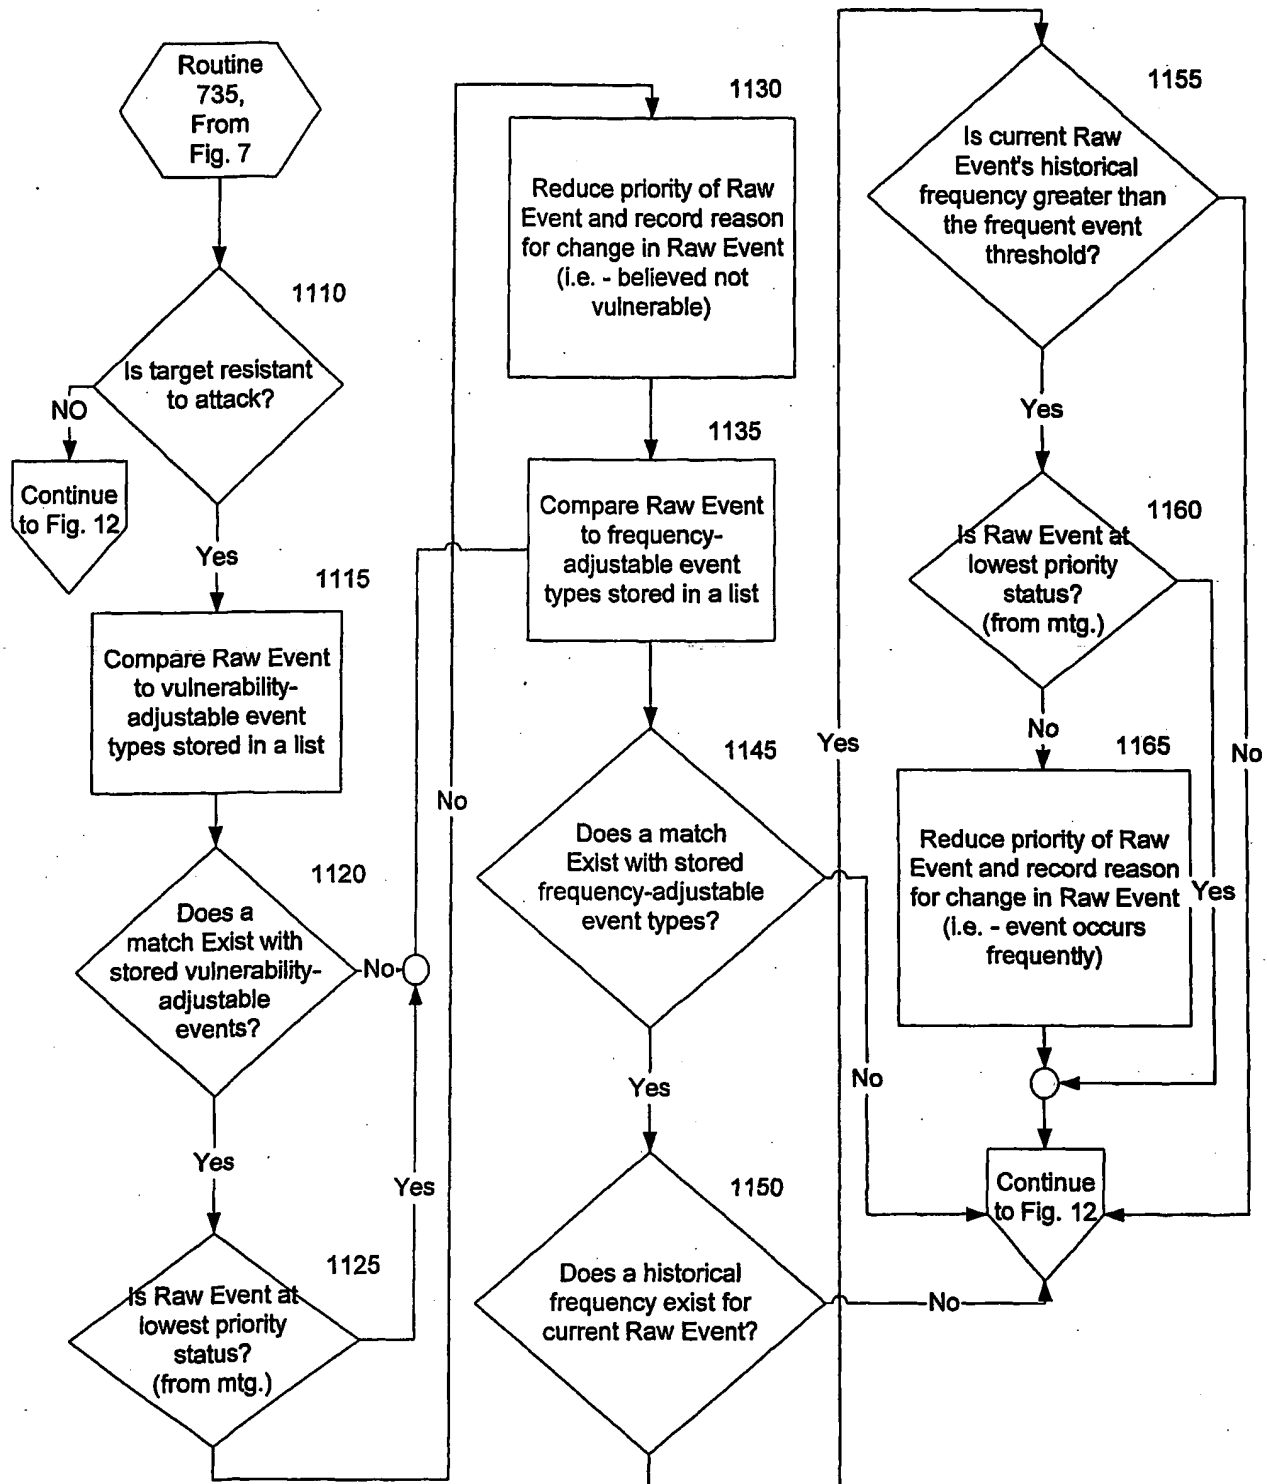 Routine
735,
From
Fig. 7
1110
Is target resistant
to attack?
NO
Continue
to Fig. 12
Yes
1115
Compare Raw Event
to vulnerability-
adjustable event
types stored in a list
1120
Does a
match Exist with
stored vulnerability-
adjustable
events?
No
Yes
Yes
1125
Is Raw Event at
lowest priority
status?
(from mtg.)
No
1130
Reduce priority of Raw
Event and record reason
for change in Raw Event
(i.e. - believed not
vulnerable)
1135
Compare Raw Event
to frequency-
adjustable event
types stored in a list
1145
Does a match
Exist with stored
frequency-adjustable
event types?
No
Yes
1150
Does a historical
frequency exist for
current Raw Event?
No
Yes
1155
Is current Raw
Event's historical
frequency greater than
the frequent event
threshold?
Yes
No
1160
Is Raw Event at
lowest priority
status?
(from mtg.)
No
Yes
1165
Reduce priority of Raw
Event and record reason
for change in Raw Event
(i.e. - event occurs
frequently)
Continue
to Fig. 12